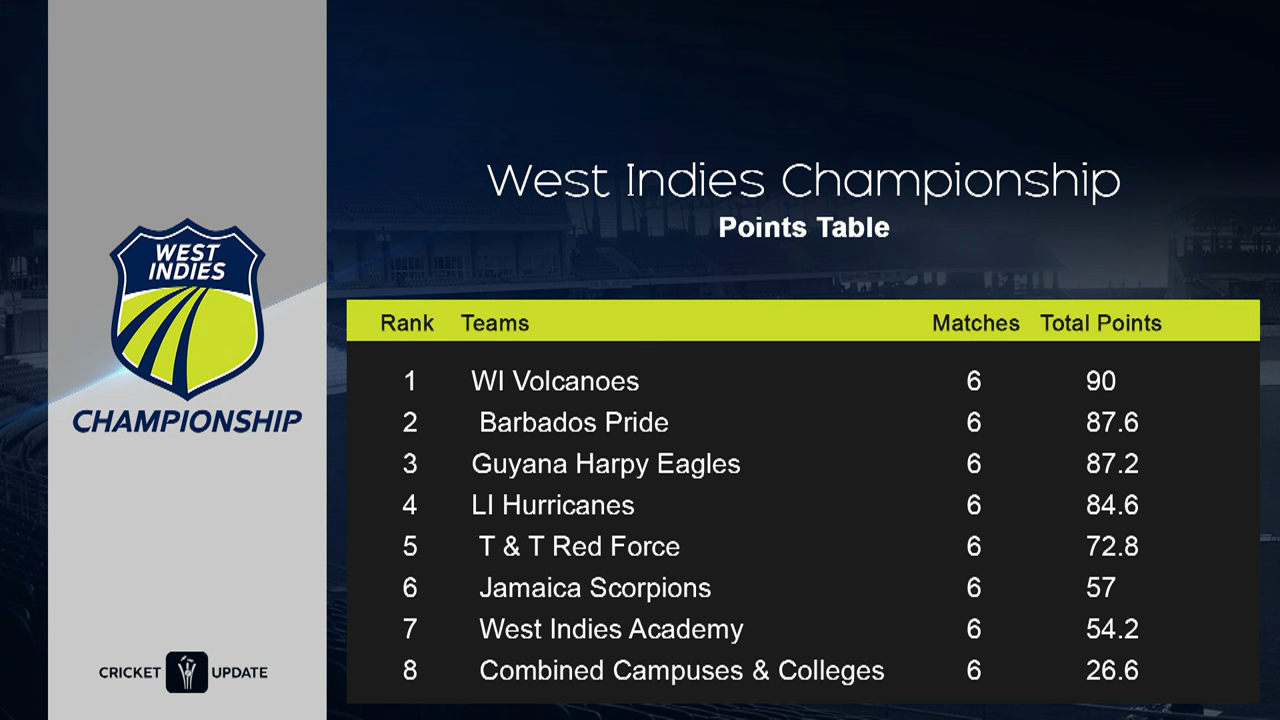 West Indies Championship
Points Table
WEST
INDIES
CHAMPIONSHIP
Rank Teams Matches Total Points
1 WI Volcanoes 6 90
2 Barbados Pride 6 87.6
3 Guyana Harpy Eagles 6 87.2
4 LI Hurricanes 6 84.6
5 T & T Red Force 6 72.8
6 Jamaica Scorpions 6 57
7 West Indies Academy 6 54.2
8 Combined Campuses & Colleges 6 26.6
CRICKET UPDATE